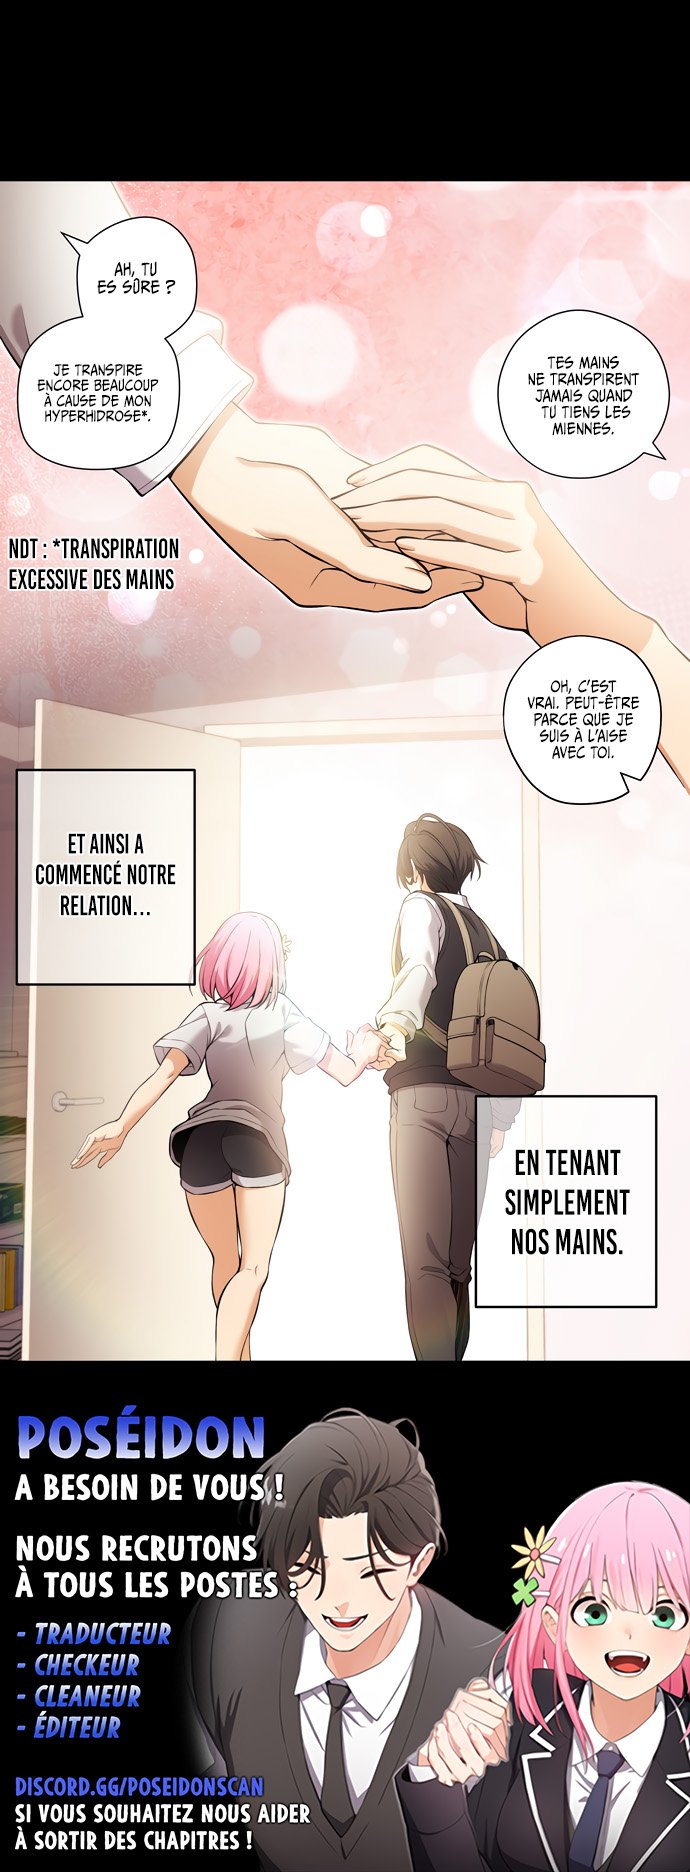 AH, TU
ES SÛRE ?
JE TRANSPIRE
ENCORE BEAUCOUP
À CAUSE DE MON
HYPERHIDROSE*.
TES MAINS
NE TRANSPIRENT
JAMAIS QUAND
TU TIENS LES
MIENNES.
NDT : *TRANSPIRATION
EXCESSIVE DES MAINS
OH, C'EST
VRAI. PEUT-ÊTRE
PARCE QUE JE
SUIS À L'AISE
AVEC TOI.
ET AINSI A
COMMENCÉ NOTRE
RELATION...
EN TENANT
SIMPLEMENT
NOS MAINS.
POSÉIDON
A BESOIN DE VOUS !
NOUS RECRUTONS
À TOUS LES POSTES :
- TRADUCTEUR
- CHECKEUR
- CLEANEUR
- ÉDITEUR
DISCORD.GG/POSEIDONSCAN
SI VOUS SOUHAITEZ NOUS AIDER
À SORTIR DES CHAPITRES !